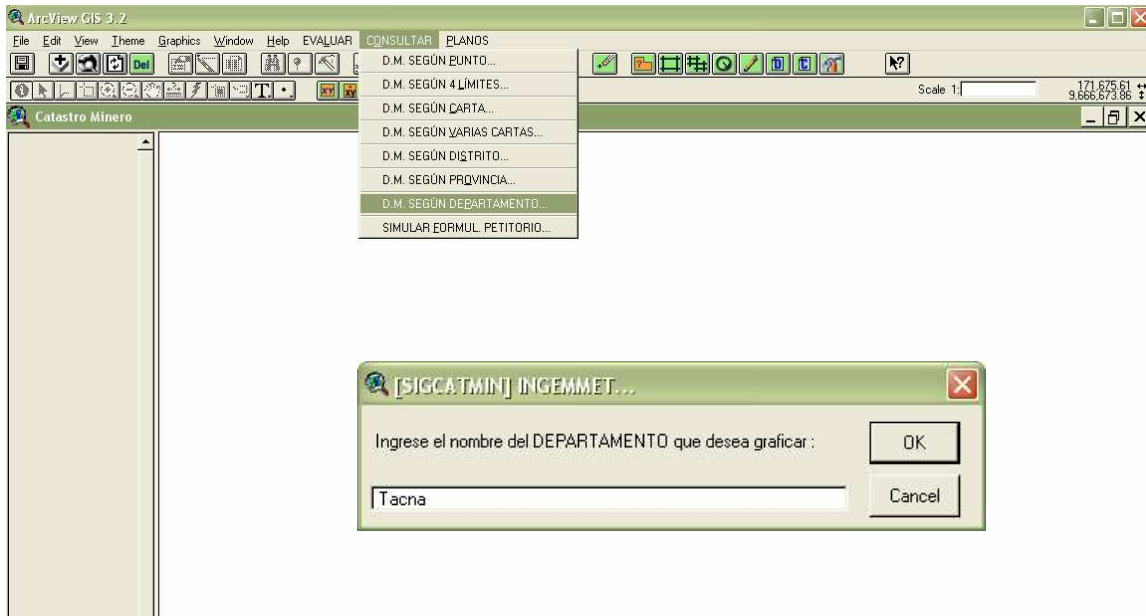 ArcView GIS 3.2
File Edit View Theme Graphics Window Help EVALUAR CONSULTAR PLANOS
Del
Scale 1:
171,675.61
9,666,673.86
Catastro Minero
D.M. SEGÚN PUNTO...
D.M. SEGÚN 4 LÍMITES...
D.M. SEGÚN CARTA...
D.M. SEGÚN VARIAS CARTAS...
D.M. SEGÚN DISTRITO...
D.M. SEGÚN PROVINCIA...
D.M. SEGÚN DEPARTAMENTO...
SIMULAR FORMUL. PETITORIO...
[SIGCATMIN] INGEMMET...
Ingrese el nombre del DEPARTAMENTO que desea graficar :
OK
Tacna
Cancel